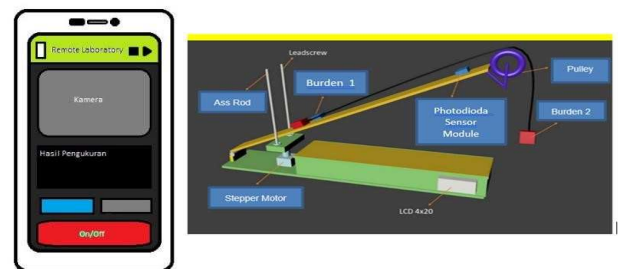 Remote Laboratory
Kamera
Hasil Pengukuran
On/Off
Leadscrew
Burden 1
Ass Rod
Pulley
Photodioda
Sensor
Module
Burden 2
Stepper Motor
LCD 4x20